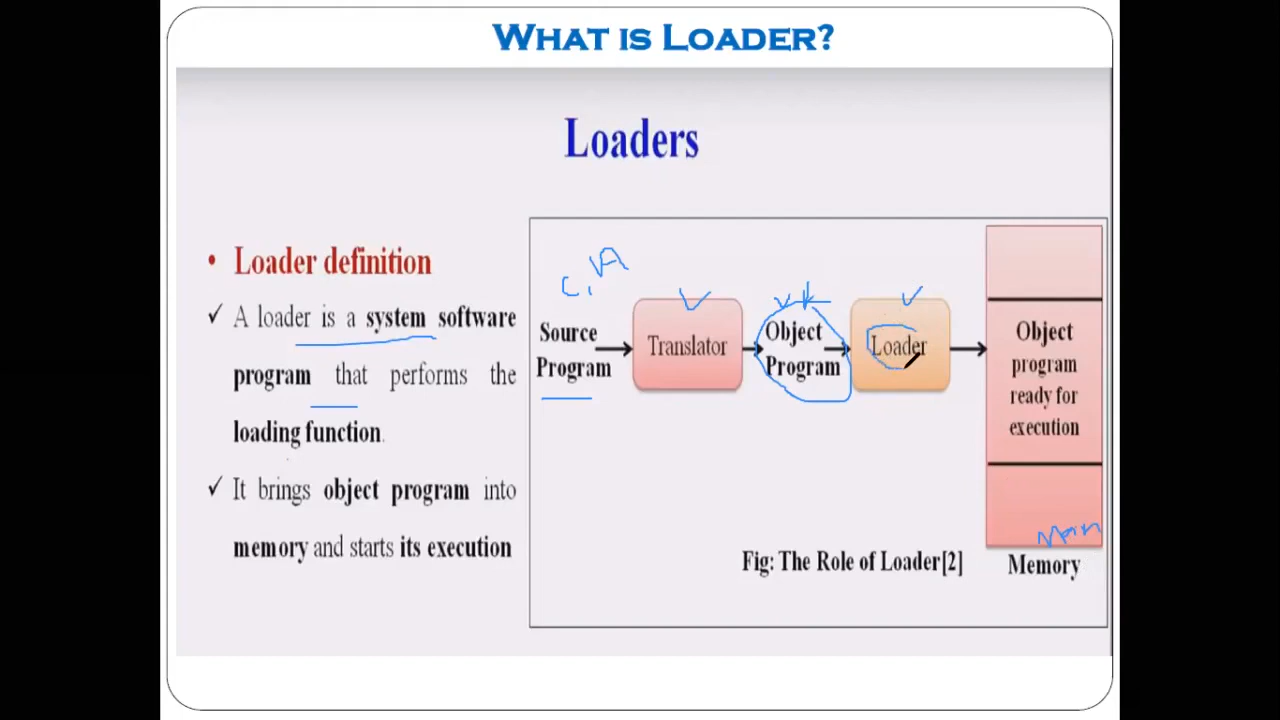 WHAT IS LOADER?
Loaders
• Loader definition
✓ A loader is a system software
program that performs the
loading function.
✓ It brings object program into
memory and starts its execution
C, A
Source
Program
Translator
Object
Program
Loader
Object
program
ready for
execution
Main
Memory
Fig: The Role of Loader[2]